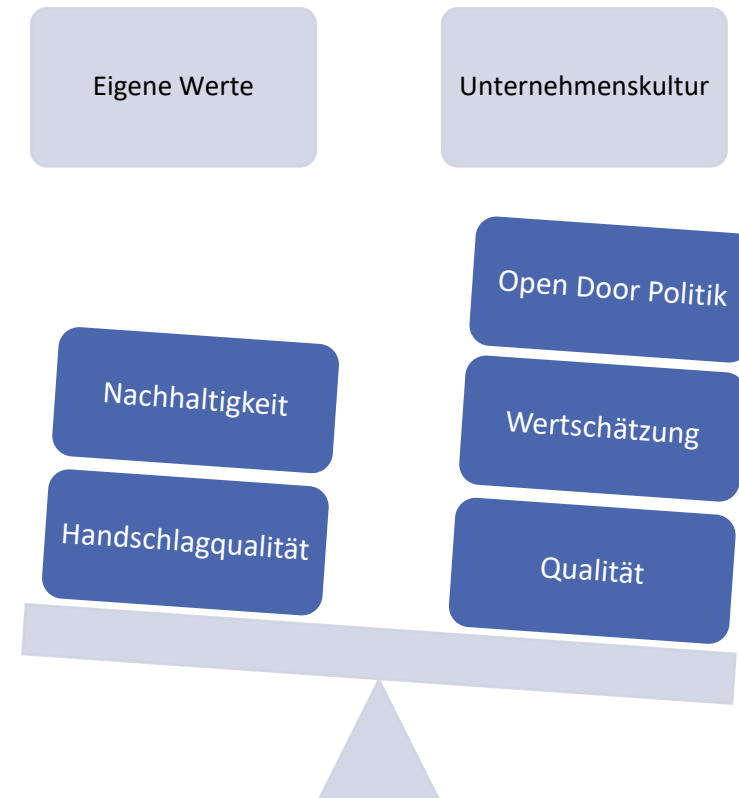 Eigene Werte
Unternehmenskultur
Open Door Politik
Nachhaltigkeit
Wertschätzung
Handschlagqualität
Qualität